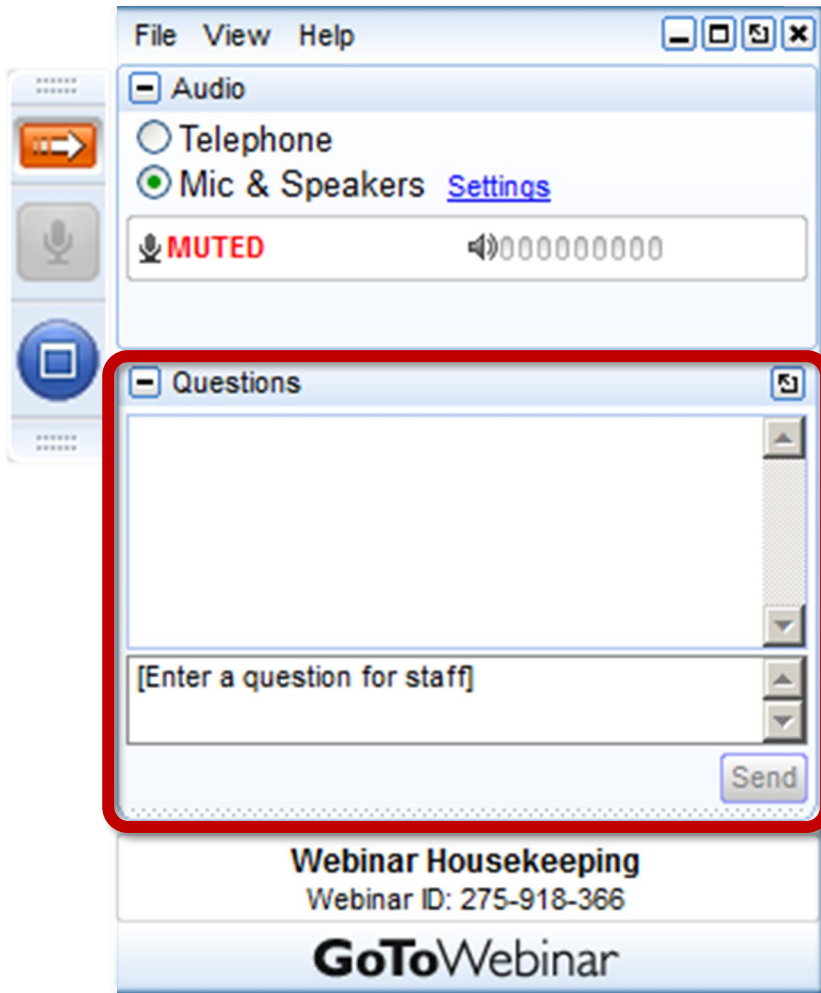 File View Help
Audio
Telephone
Mic & Speakers Settings
MUTED
Questions
[Enter a question for staff]
Send
Webinar Housekeeping
Webinar ID: 275-918-366
GoToWebinar